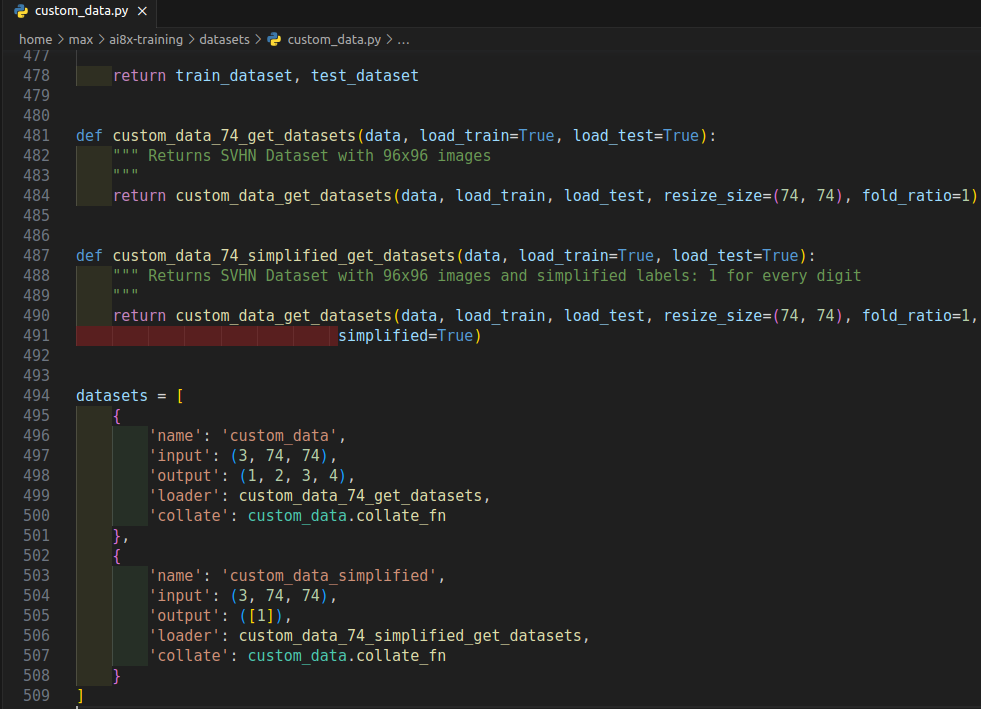 custom_data.py ×
home > max > ai8x-training > datasets > custom_data.py > ...
477
478 return train_dataset, test_dataset
479
480
481 def custom_data_74_get_datasets(data, load_train=True, load_test=True):
482 """ Returns SVHN Dataset with 96x96 images
483 """
484 return custom_data_get_datasets(data, load_train, load_test, resize_size=(74, 74), fold_ratio=1)
485
486
487 def custom_data_74_simplified_get_datasets(data, load_train=True, load_test=True):
488 """ Returns SVHN Dataset with 96x96 images and simplified labels: 1 for every digit
489 """
490 return custom_data_get_datasets(data, load_train, load_test, resize_size=(74, 74), fold_ratio=1,
491 simplified=True)
492
493
494 datasets = [
495 {
496 'name': 'custom_data',
497 'input': (3, 74, 74),
498 'output': (1, 2, 3, 4),
499 'loader': custom_data_74_get_datasets,
500 'collate': custom_data.collate_fn
501 },
502 {
503 'name': 'custom_data_simplified',
504 'input': (3, 74, 74),
505 'output': ([1]),
506 'loader': custom_data_74_simplified_get_datasets,
507 'collate': custom_data.collate_fn
508 }
509 ]